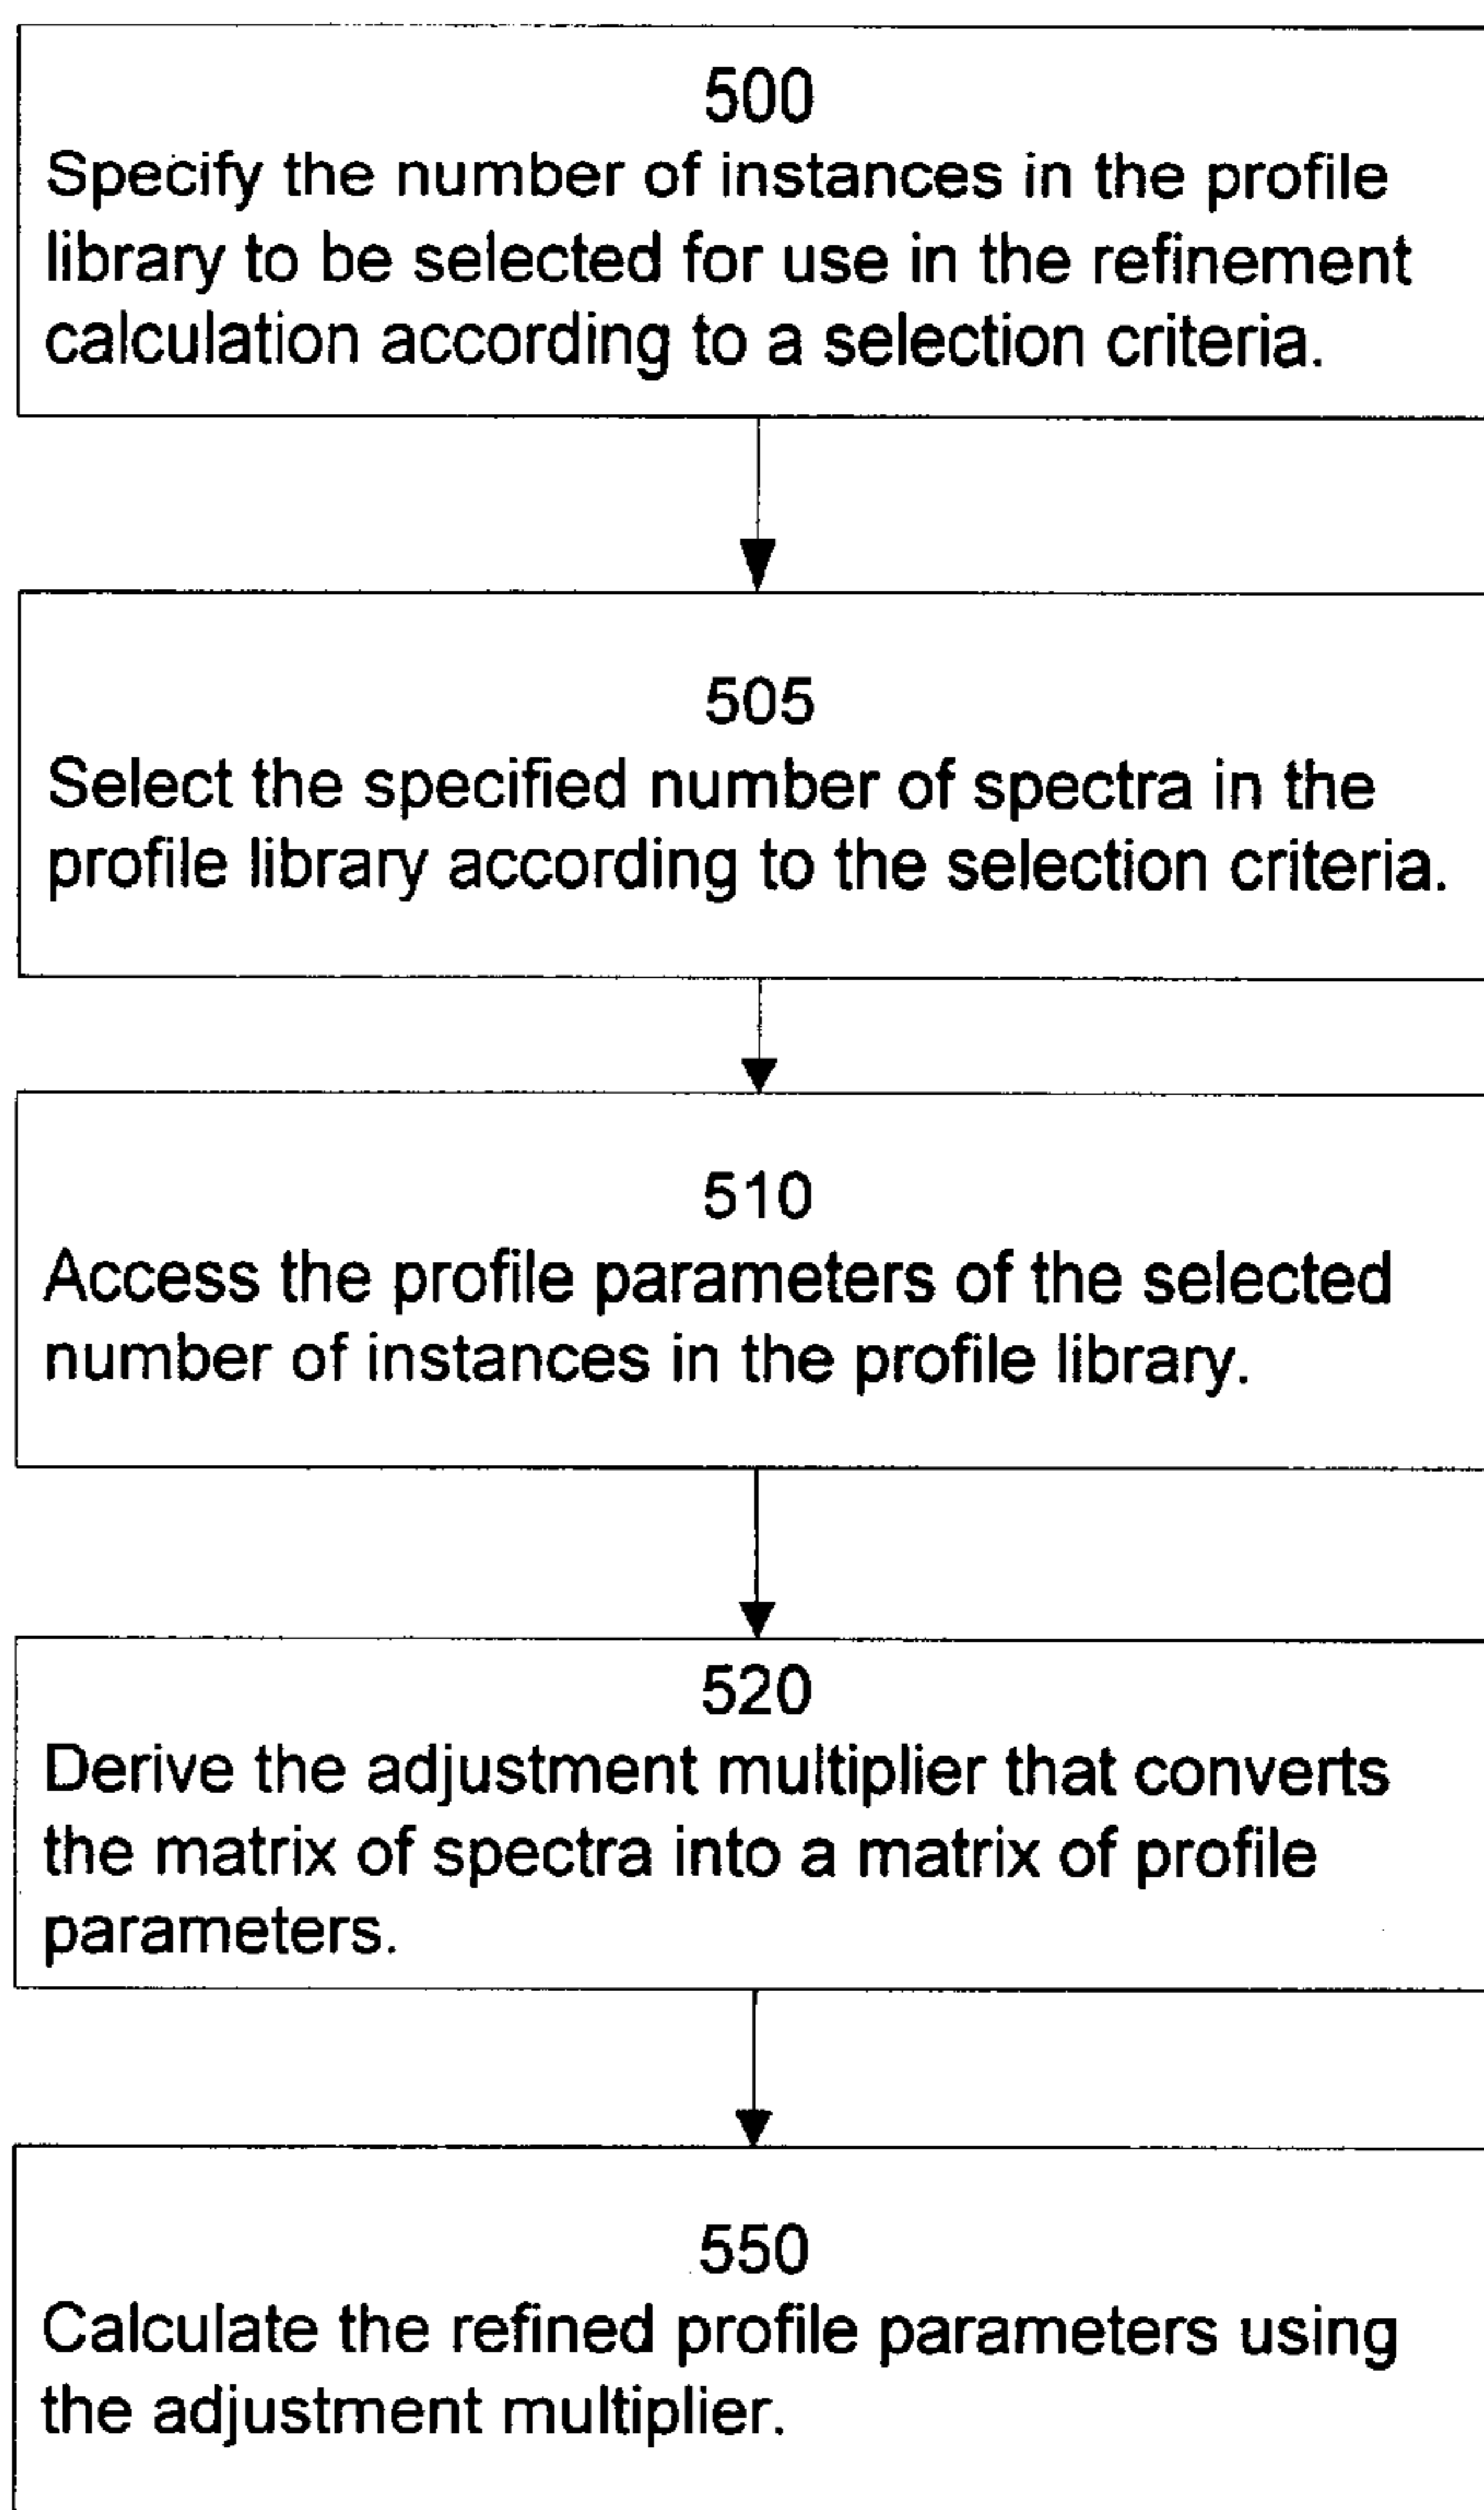 500
Specify the number of instances in the profile
library to be selected for use in the refinement
calculation according to a selection criteria.
505
Select the specified number of spectra in the
profile library according to the selection criteria.
510
Access the profile parameters of the selected
number of instances in the profile library.
520
Derive the adjustment multiplier that converts
the matrix of spectra into a matrix of profile
parameters.
550
Calculate the refined profile parameters using
the adjustment multiplier.